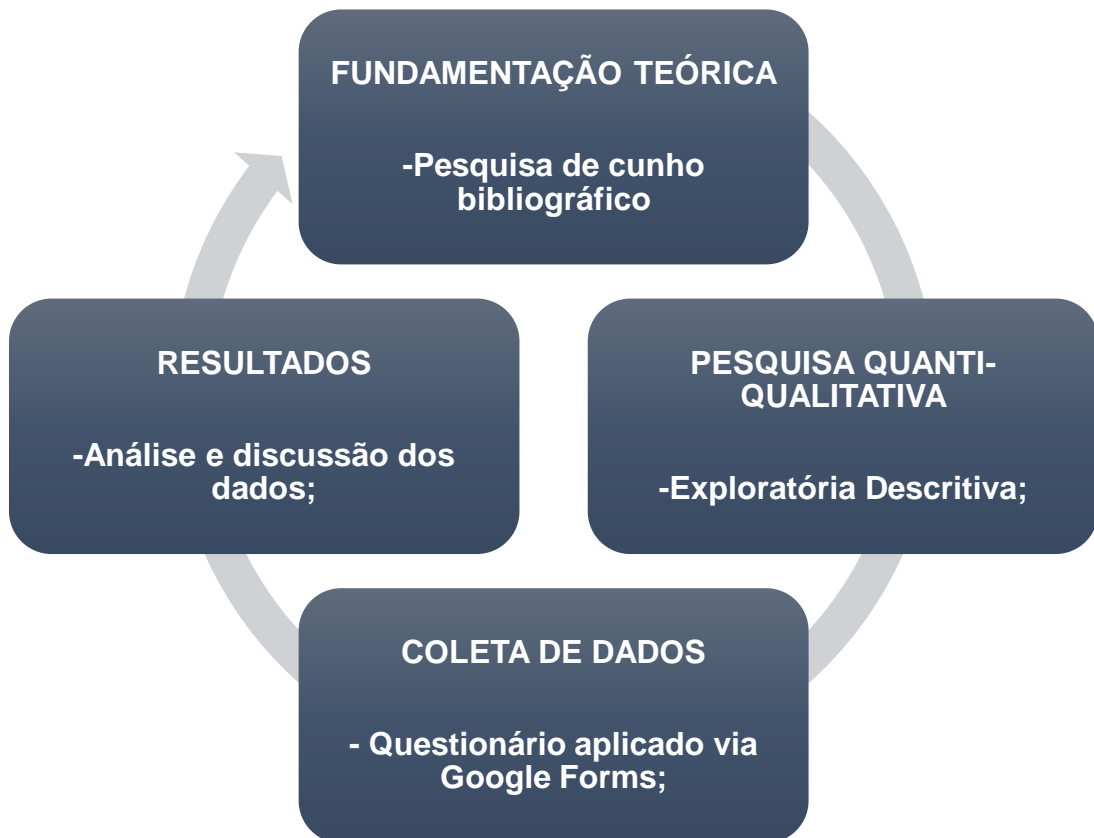 FUNDAMENTAÇÃO TEÓRICA
-Pesquisa de cunho
bibliográfico
PESQUISA QUANTI-
QUALITATIVA
-Exploratória Descritiva;
COLETA DE DADOS
- Questionário aplicado via
Google Forms;
RESULTADOS
-Análise e discussão dos
dados;